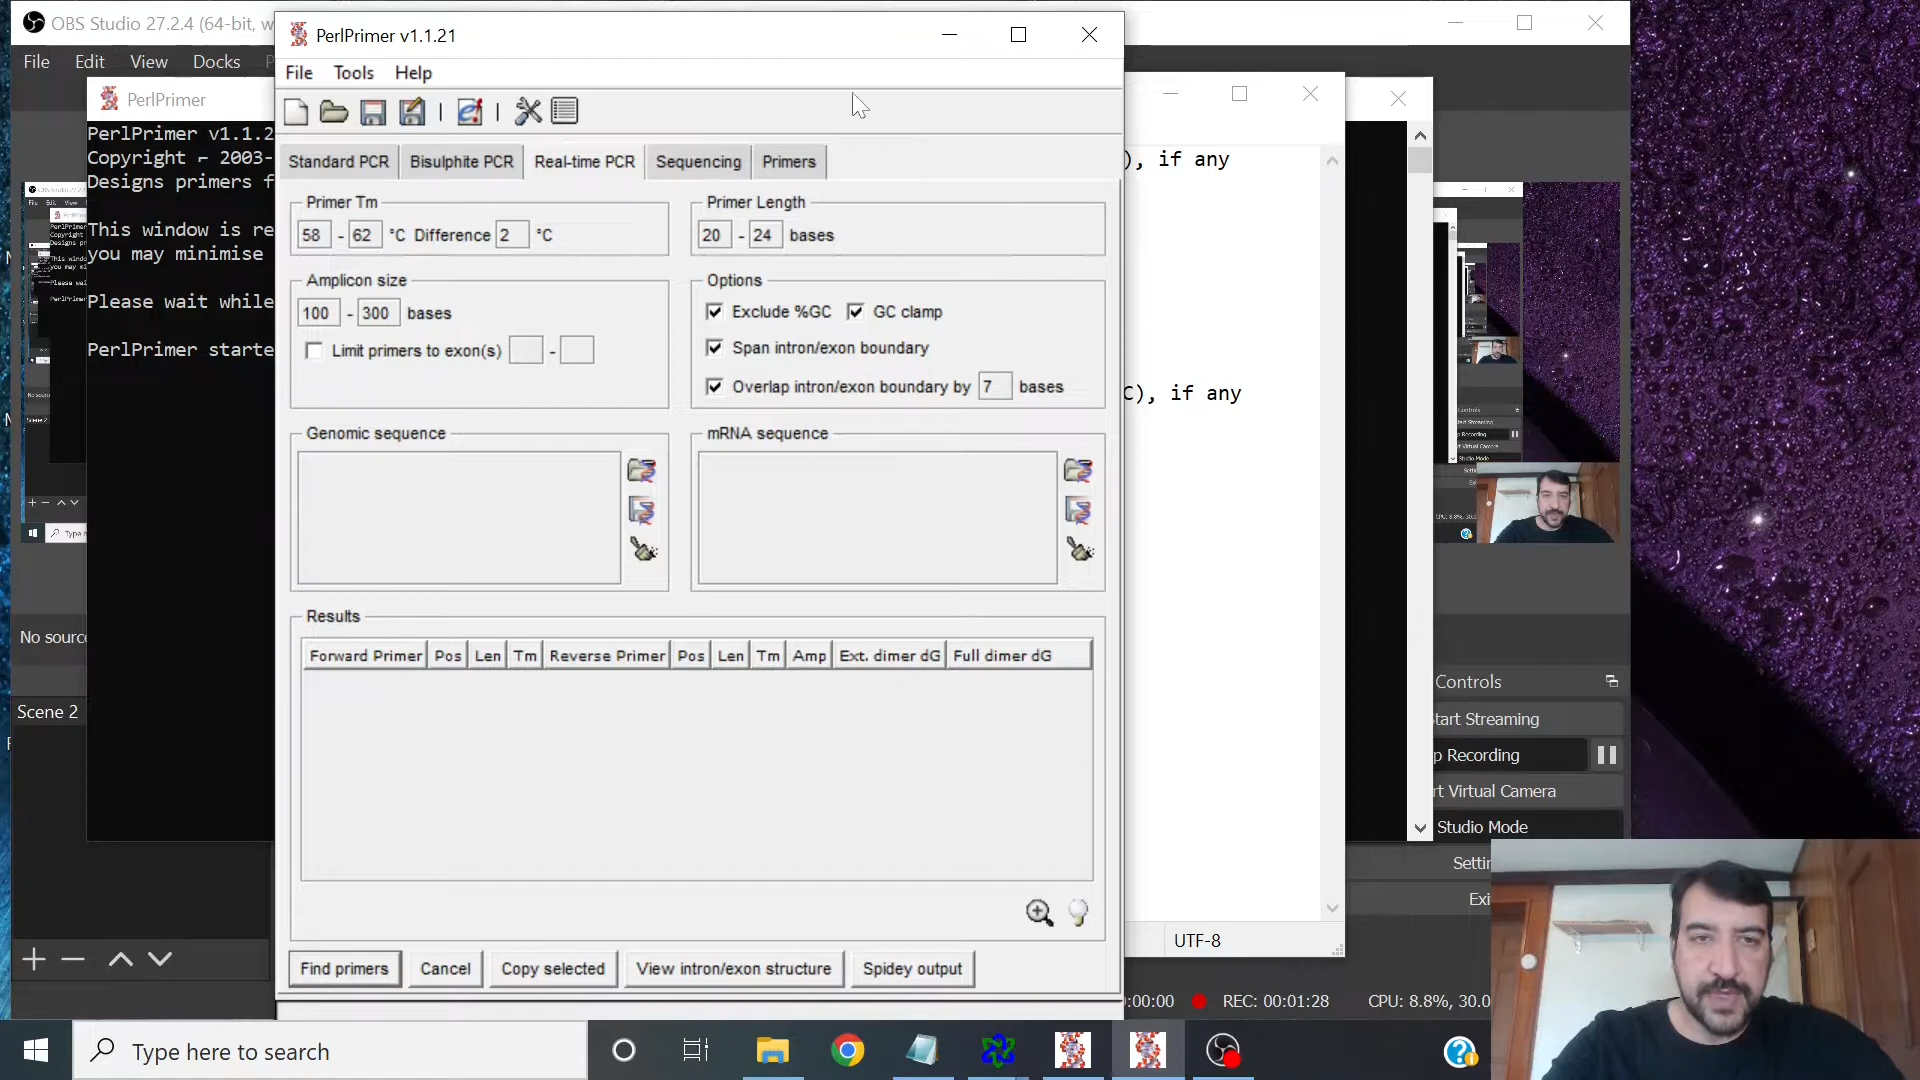 OBS Studio 27.2.4 (64-bit, w
File Edit View Docks
PerlPrimer
PerlPrimer v1.1.2
Copyright ⌐ 2003-
Designs primers f
This window is re
you may minimise
Please wait while
PerlPrimer starte
No sourc
Scene 2
PerlPrimer v1.1.21
File Tools Help
Standard PCR Bisulphite PCR Real-time PCR Sequencing Primers
Primer Tm
58 - 62 °C Difference 2 °C
Primer Length
20 - 24 bases
Amplicon size
100 - 300 bases
Limit primers to exon(s) -
Options
Exclude %GC GC clamp
Span intron/exon boundary
Overlap intron/exon boundary by 7 bases
Genomic sequence
mRNA sequence
Results
Forward Primer Pos Len Tm Reverse Primer Pos Len Tm Amp Ext. dimer dG Full dimer dG
Find primers Cancel Copy selected View intron/exon structure Spidey output
), if any
C), if any
UTF-8
Controls
tart Streaming
p Recording
rt Virtual Camera
Studio Mode
Settin
Exi
0:00:00 REC: 00:01:28 CPU: 8.8%, 30.0
Type here to search